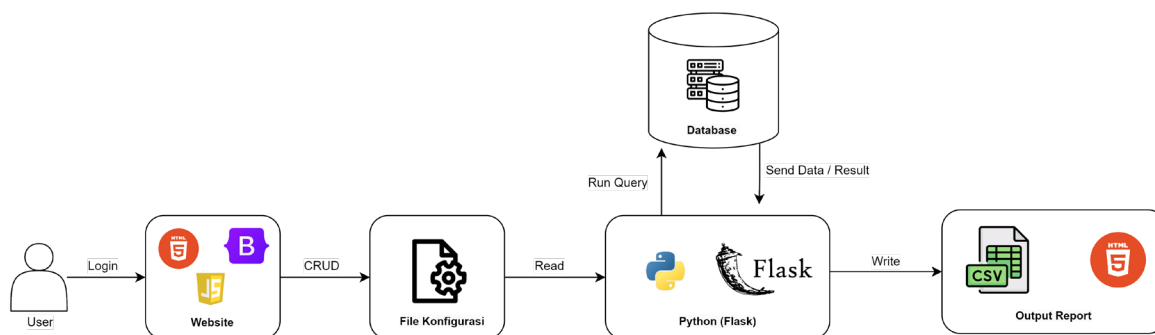 Database
Run Query
Send Data / Result
HTML
5
B
JS
Login
CRUD
Read
Flask
Write
CSV
HTML
5
User
Website
File Konfigurasi
Python (Flask)
Output Report